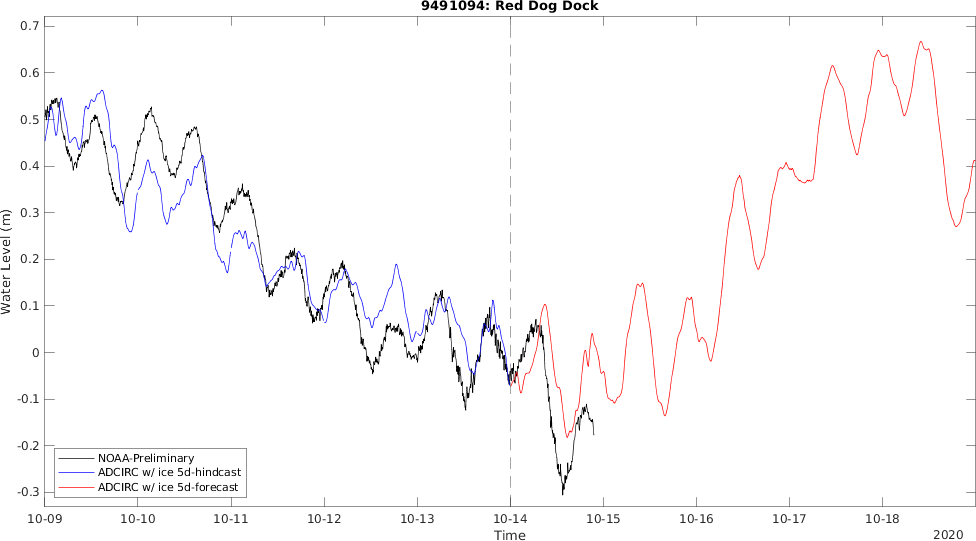 9491094: Red Dog Dock
Water Level (m)
0.7
0.6
0.5
0.4
0.3
0.2
0.1
0
-0.1
-0.2
-0.3
NOAA-Preliminary
ADCIRC w/ ice 5d-hindcast
ADCIRC w/ ice 5d-forecast
10-09 10-10 10-11 10-12 10-13 10-14 10-15 10-16 10-17 10-18
Time
2020